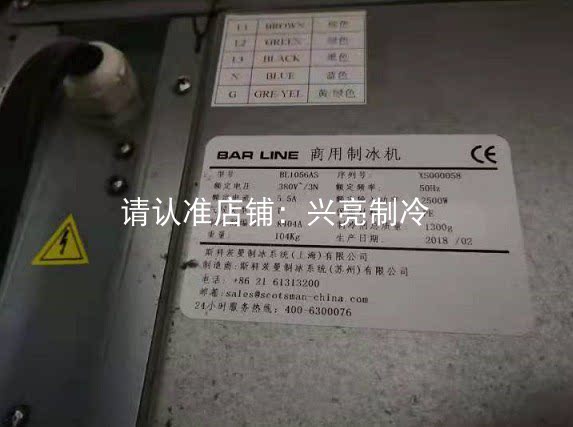 L1 BROWN 棕色
L2 GREEN 绿色
L3 BLACK 黑色
N BLUE 蓝色
G GRE-YEL 黄/绿色
BAR LINE 商用制冰机 CE
型号: BL1056AS 序列号: XS000058
额定电压: 380V~/3N 额定频率: 50Hz
5.5A 2500W
请认准店铺：兴亮制冷
R404A 1300g
重量: 104Kg 生产日期: 2018 /02
斯科茨曼制冰系统(上海)有限公司
制造商:斯科茨曼制冰系统(苏州)有限公司
电话: +86 21 61313200
邮箱:sales@scotsman-china.com
24小时服务热线: 400-6300076